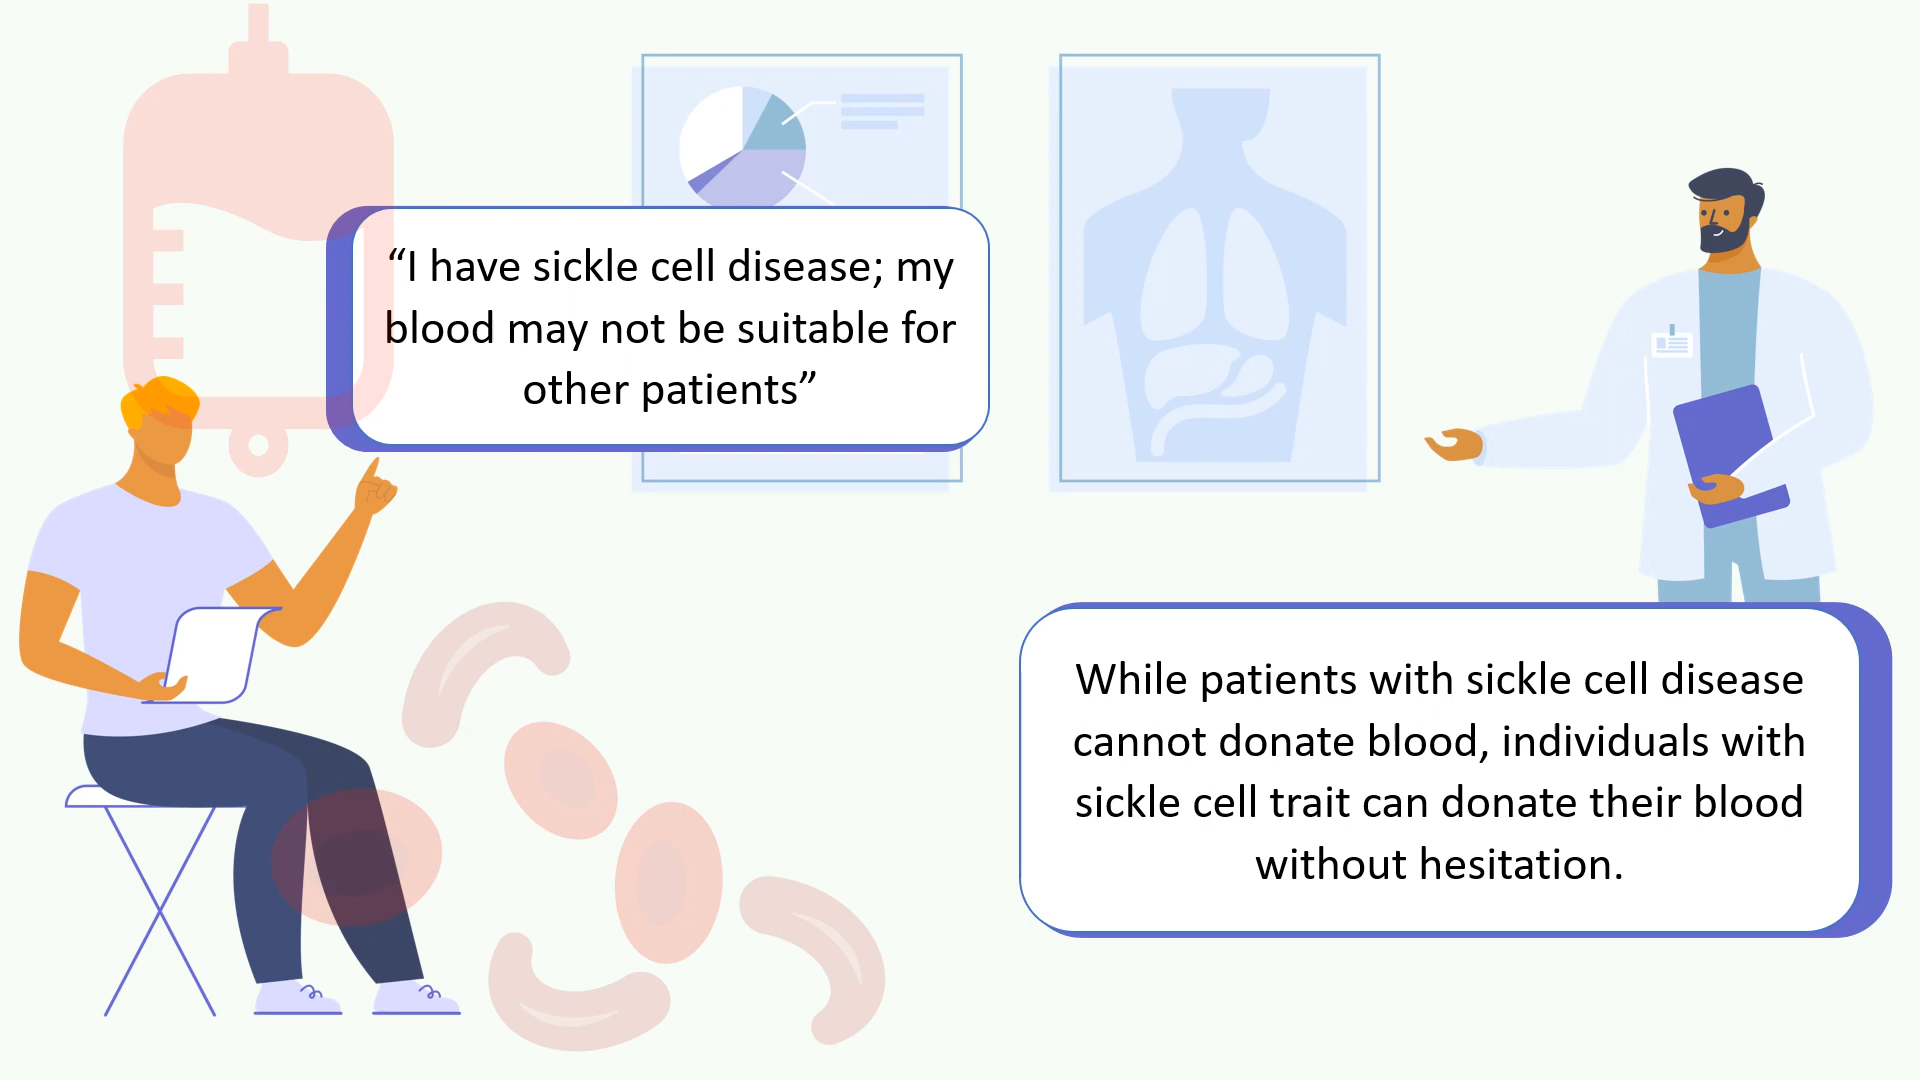 “I have sickle cell disease; my
blood may not be suitable for
other patients”
While patients with sickle cell disease
cannot donate blood, individuals with
sickle cell trait can donate their blood
without hesitation.